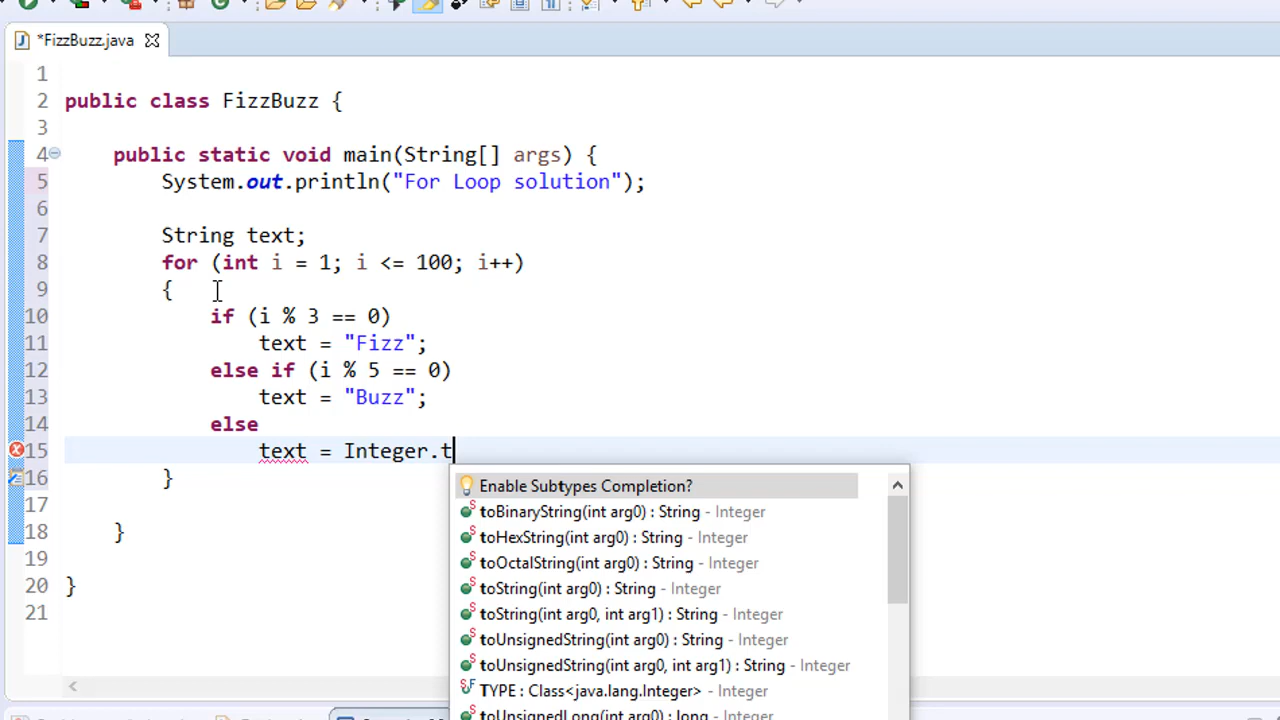 *FizzBuzz.java
1
2 public class FizzBuzz {
3
4 public static void main(String[] args) {
5 System.out.println("For Loop solution");
6
7 String text;
8 for (int i = 1; i <= 100; i++)
9 {
10 if (i % 3 == 0)
11 text = "Fizz";
12 else if (i % 5 == 0)
13 text = "Buzz";
14 else
15 text = Integer.t
16 }
17
18 }
19
20 }
21
Enable Subtypes Completion?
toBinaryString(int arg0) : String - Integer
toHexString(int arg0) : String - Integer
toOctalString(int arg0) : String - Integer
toString(int arg0) : String - Integer
toString(int arg0, int arg1) : String - Integer
toUnsignedString(int arg0) : String - Integer
toUnsignedString(int arg0, int arg1) : String - Integer
TYPE : Class<java.lang.Integer> - Integer
toUnsignedLong(int arg0) : long - Integer